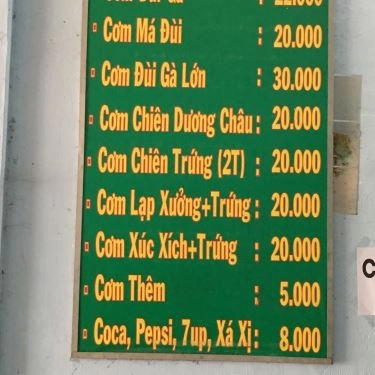 Cơm Má Đùi : 20.000
Cơm Đùi Gà Lớn : 30.000
Cơm Chiên Dương Châu : 20.000
Cơm Chiên Trứng (2T) : 20.000
Cơm Lạp Xưởng+Trứng : 20.000
Cơm Xúc Xích+Trứng : 20.000
Cơm Thêm : 5.000
Coca, Pepsi, 7up, Xá Xị : 8.000
C